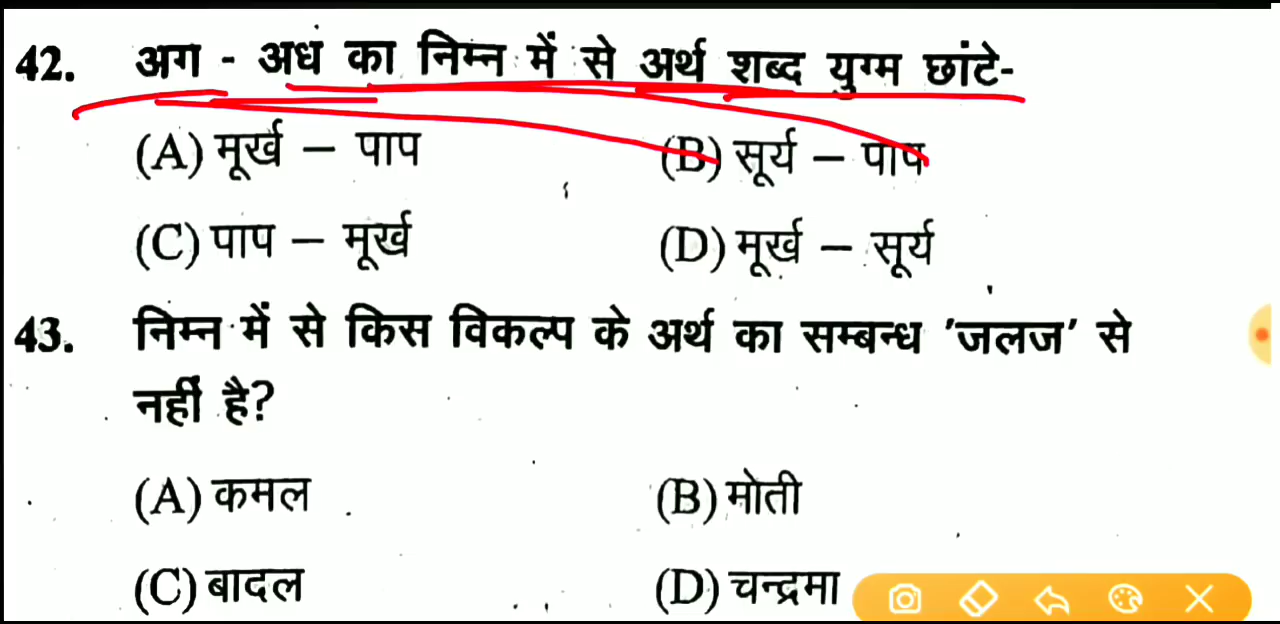 42. अग - अध का निम्न में से अर्थ शब्द युग्म छांटे-
(A) मूर्ख – पाप (B) सूर्य – पाप
(C) पाप – मूर्ख (D) मूर्ख – सूर्य
43. निम्न में से किस विकल्प के अर्थ का सम्बन्ध 'जलज' से
नहीं है?
(A) कमल (B) मोती
(C) बादल (D) चन्द्रमा